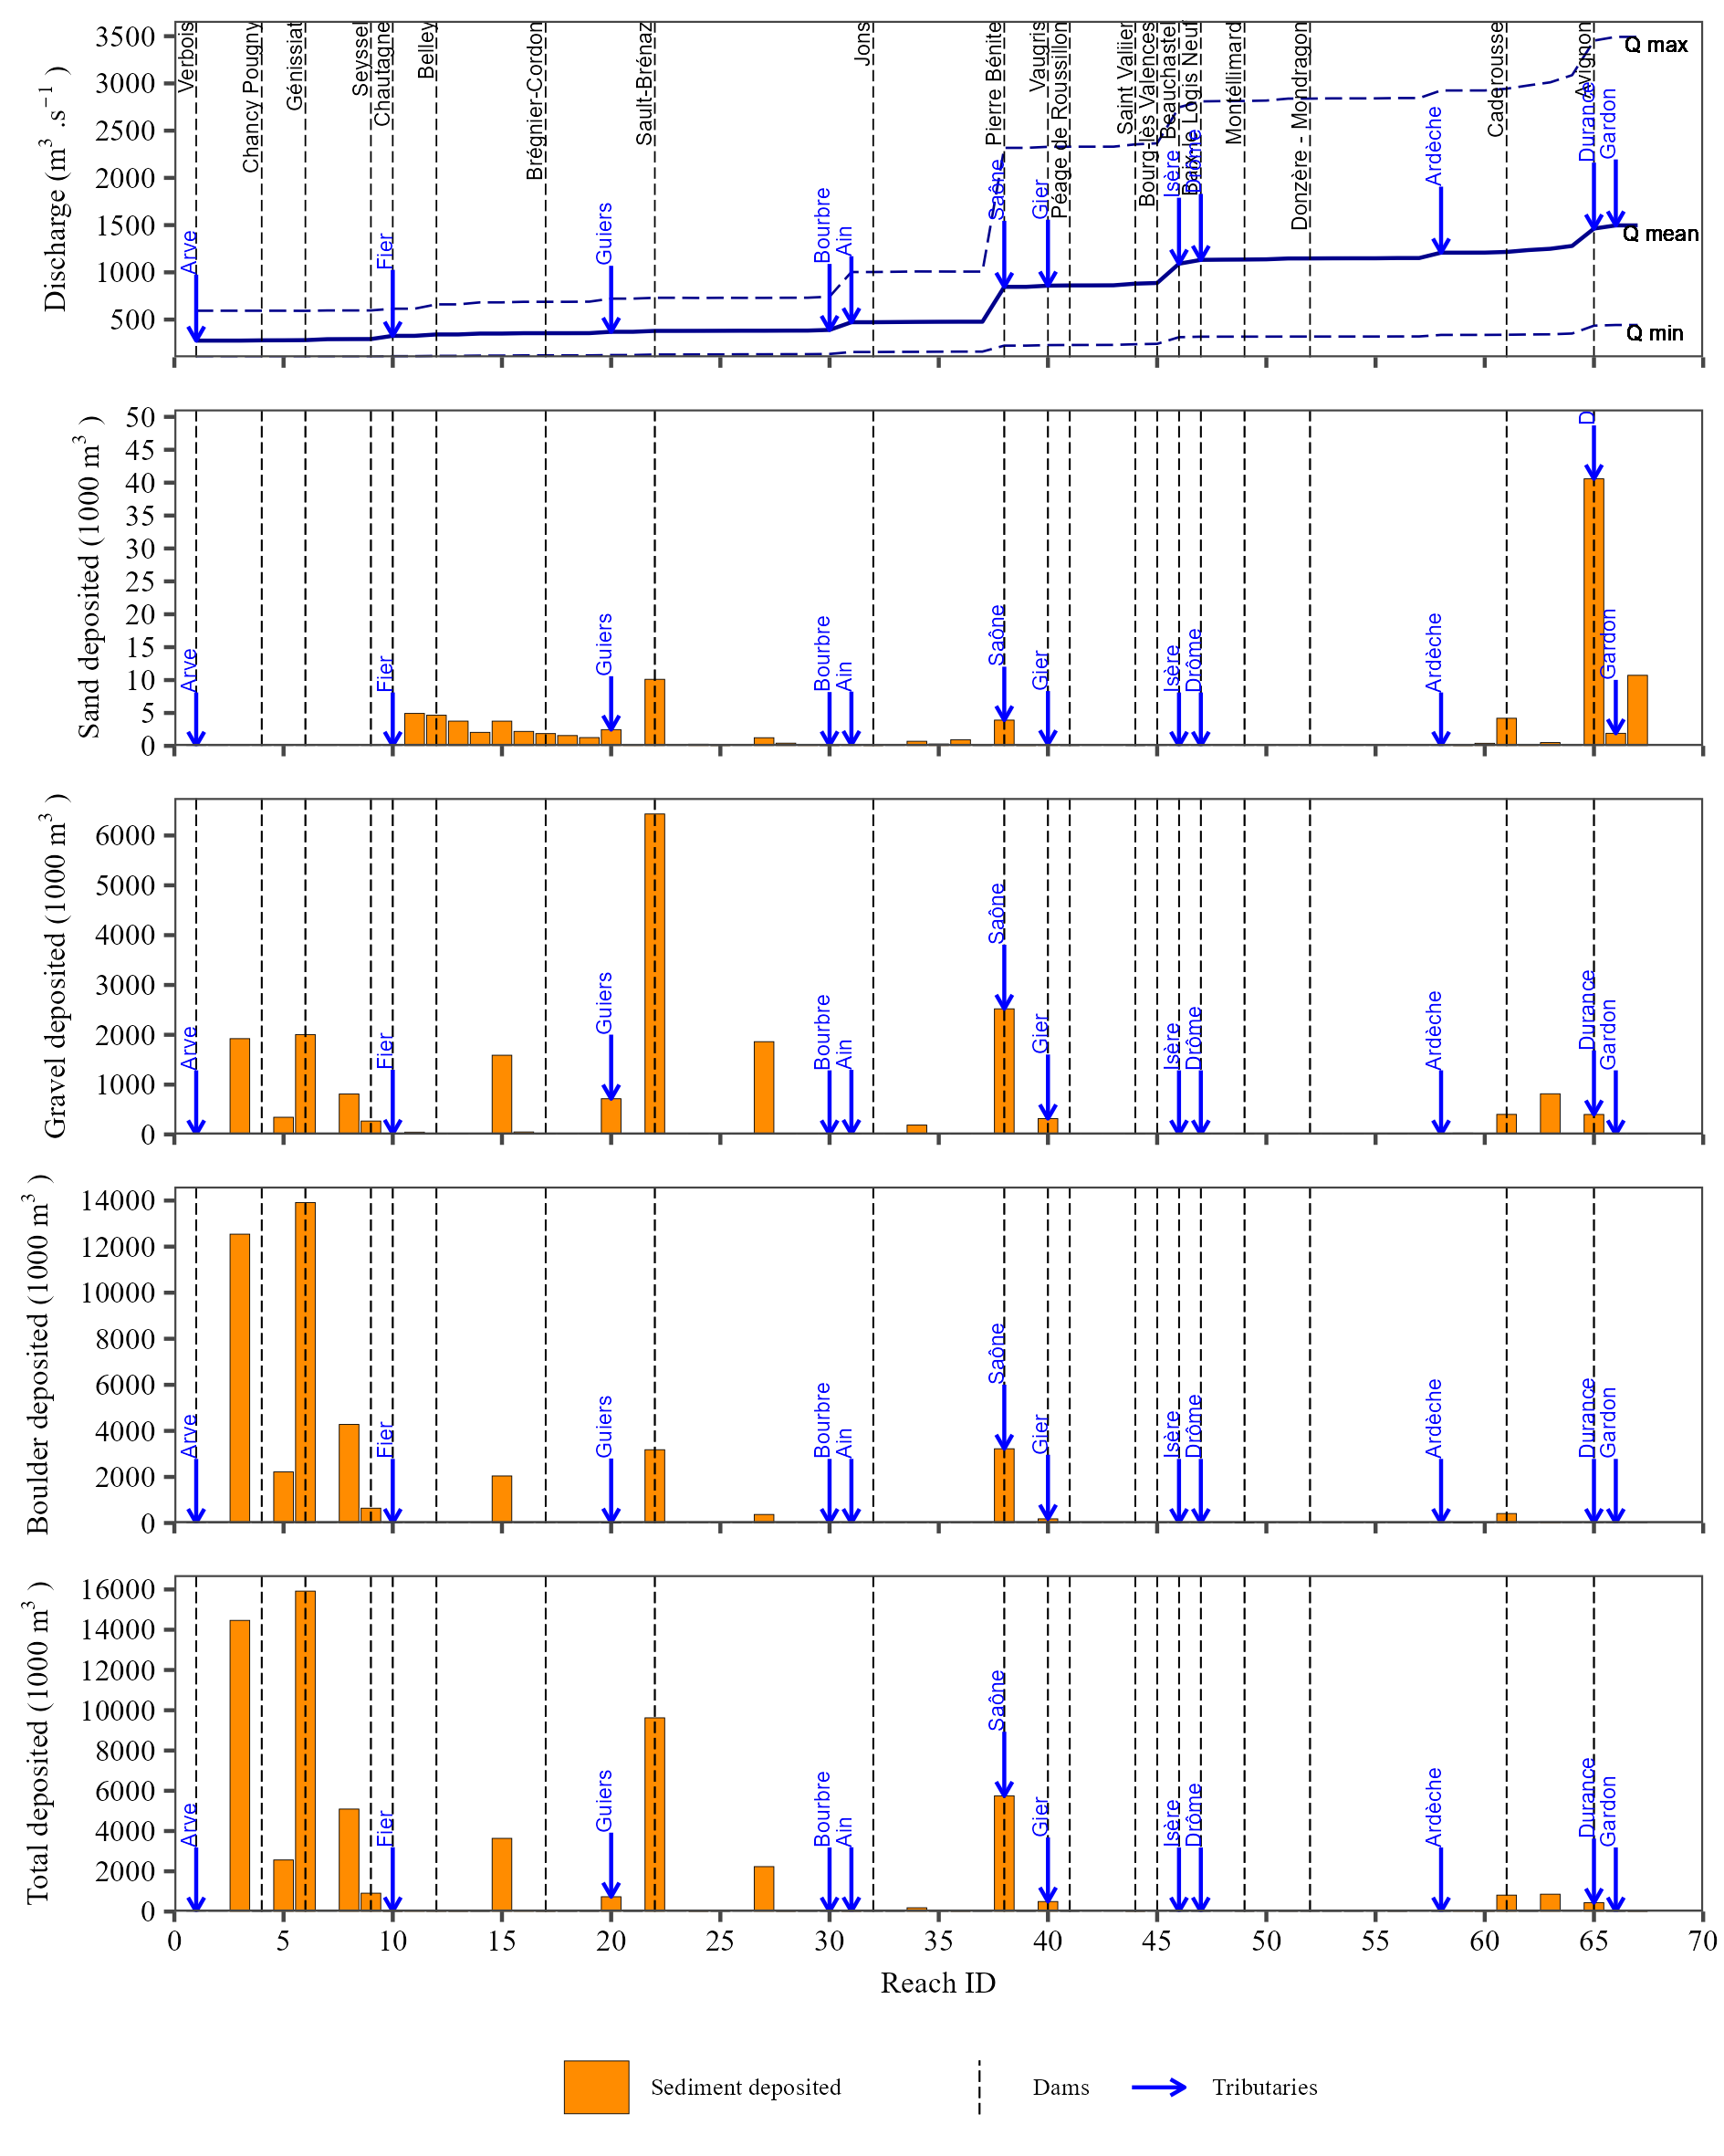 Discharge (m³ .s⁻¹ )
3500
3000
2500
2000
1500
1000
500
Verbois
Chancy Pougny
Génissiat
Seyssel
Chautagne
Belley
Brégnier-Cordon
Sault-Brénaz
Jons
Pierre Bénite
Vaugris
Péage de Roussillon
Saint Vallier
Bourg-lès Valences
Beauchastel
Baix-le Logis Neuf
Montélimard
Donzère - Mondragon
Caderousse
Avignon
Arve
Fier
Guiers
Bourbre
Ain
Saône
Gier
Isère
Drôme
Ardèche
Durance
Gardon
Q max
Q mean
Q min
Sand deposited (1000 m³ )
50
45
40
35
30
25
20
15
10
5
0
Arve
Fier
Guiers
Bourbre
Ain
Saône
Gier
Isère
Drôme
Ardèche
D
Gardon
Gravel deposited (1000 m³ )
6000
5000
4000
3000
2000
1000
0
Arve
Fier
Guiers
Bourbre
Ain
Saône
Gier
Isère
Drôme
Ardèche
Durance
Gardon
Boulder deposited (1000 m³ )
14000
12000
10000
8000
6000
4000
2000
0
Arve
Fier
Guiers
Bourbre
Ain
Saône
Gier
Isère
Drôme
Ardèche
Durance
Gardon
Total deposited (1000 m³ )
16000
14000
12000
10000
8000
6000
4000
2000
0
Arve
Fier
Guiers
Bourbre
Ain
Saône
Gier
Isère
Drôme
Ardèche
Durance
Gardon
0 5 10 15 20 25 30 35 40 45 50 55 60 65 70
Reach ID
Sediment deposited Dams Tributaries